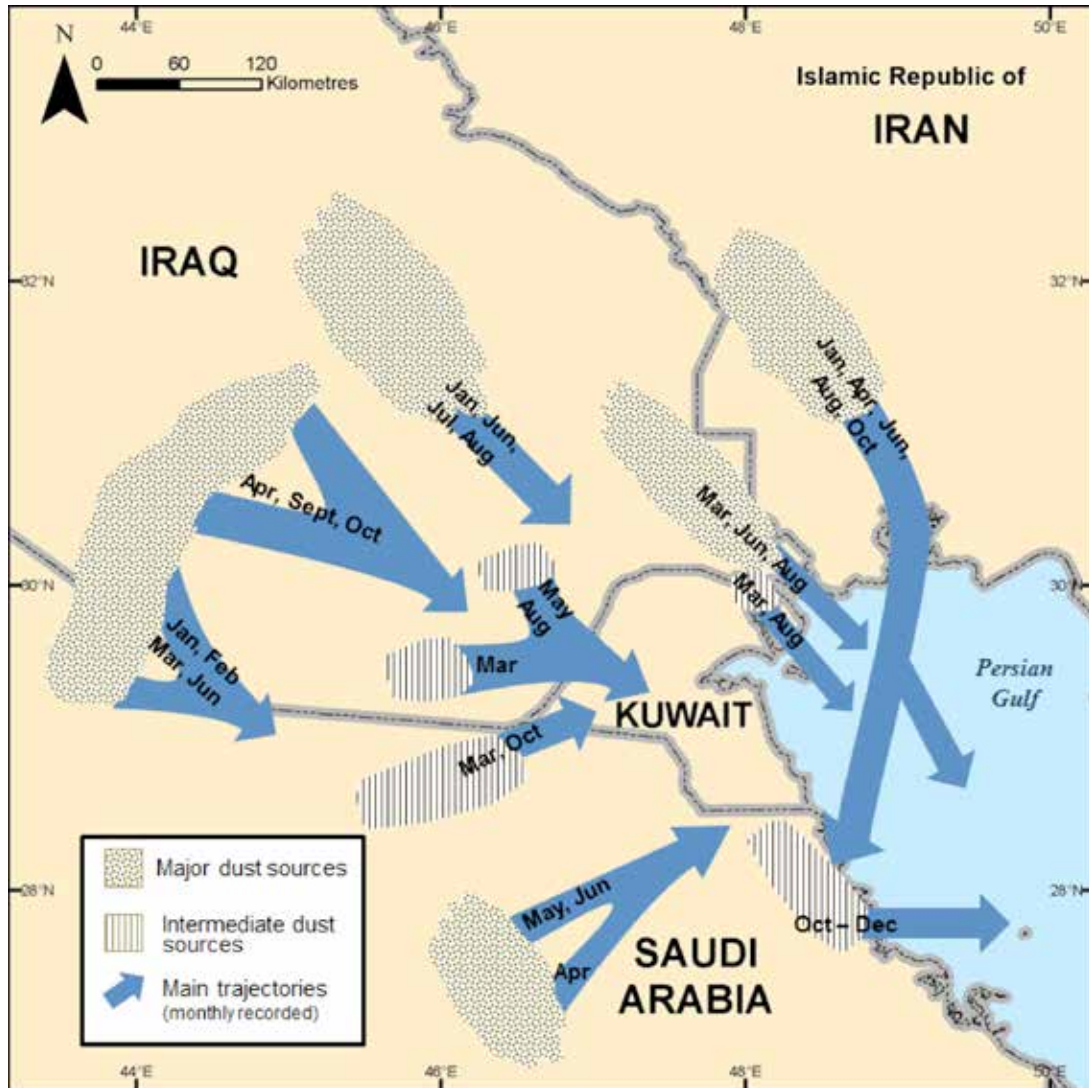 44°E
46°E
48°E
50°E
N
0 60 120
Kilometres
Islamic Republic of
IRAN
IRAQ
32°N
32°N
Jan, Apr, Jun,
Aug, Oct
Jan, Jun,
Jul, Aug
Apr, Sept, Oct
Mar, Jun, Aug
30°N
30°N
May
Aug
Mar, Aug
Jan, Feb
Mar, Jun
Mar
Persian
Gulf
KUWAIT
Mar, Oct
28°N
28°N
May, Jun
Apr
Oct – Dec
SAUDI
ARABIA
Major dust sources
Intermediate dust
sources
Main trajectories
(monthly recorded)
44°E
46°E
48°E
50°E